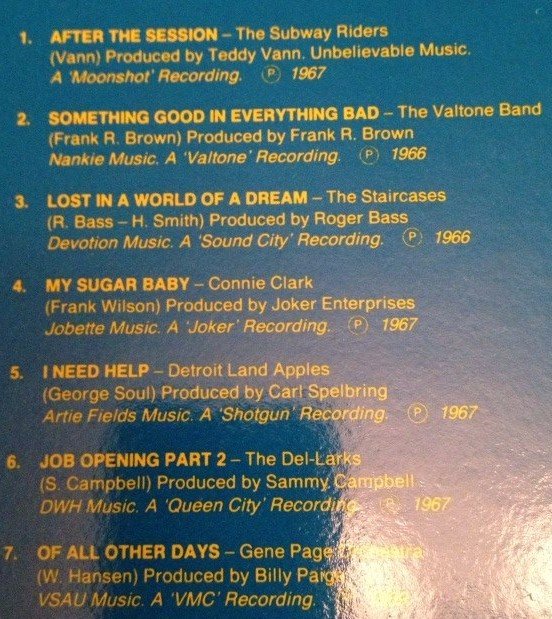 1. AFTER THE SESSION – The Subway Riders
(Vann) Produced by Teddy Vann. Unbelievable Music.
A 'Moonshot' Recording. ℗ 1967
2. SOMETHING GOOD IN EVERYTHING BAD – The Valtone Band
(Frank R. Brown) Produced by Frank R. Brown
Nankie Music. A 'Valtone' Recording. ℗ 1966
3. LOST IN A WORLD OF A DREAM – The Staircases
(R. Bass – H. Smith) Produced by Roger Bass
Devotion Music. A 'Sound City' Recording. ℗ 1966
4. MY SUGAR BABY – Connie Clark
(Frank Wilson) Produced by Joker Enterprises
Jobette Music. A 'Joker' Recording. ℗ 1967
5. I NEED HELP – Detroit Land Apples
(George Soul) Produced by Carl Spelbring
Artie Fields Music. A 'Shotgun' Recording. ℗ 1967
6. JOB OPENING PART 2 – The Del-Larks
(S. Campbell) Produced by Sammy Campbell
DWH Music. A 'Queen City' Recording. ℗ 1967
7. OF ALL OTHER DAYS – Gene Page Orchestra
(W. Hansen) Produced by Billy Paige
VSAU Music. A 'VMC' Recording.